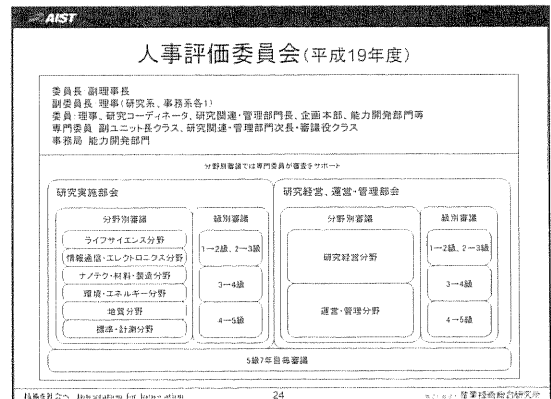 AIST
人事評価委員会(平成19年度)
委員長 副理事長
副委員長 理事(研究系、事務系各1)
委員 理事、研究コーディネータ、研究関連・管理部門長、企画本部、能力開発部門等
専門委員 副ユニット長クラス、研究関連・管理部門次長・審議役クラス
事務局 能力開発部門
分野別審議では専門委員が審査をサポート
研究実施部会
分野別審議
ライフサイエンス分野
情報通信・エレクトロニクス分野
ナノテク・材料・製造分野
環境・エネルギー分野
地質分野
標準・計測分野
級別審議
1→2級、2→3級
3→4級
4→5級
研究経営、運営・管理部会
分野別審議
研究経営分野
運営・管理分野
級別審議
1→2級、2→3級
3→4級
4→5級
5級7年目毎審議
技術を社会へ Integration for Innovation
24
産業技術総合研究所